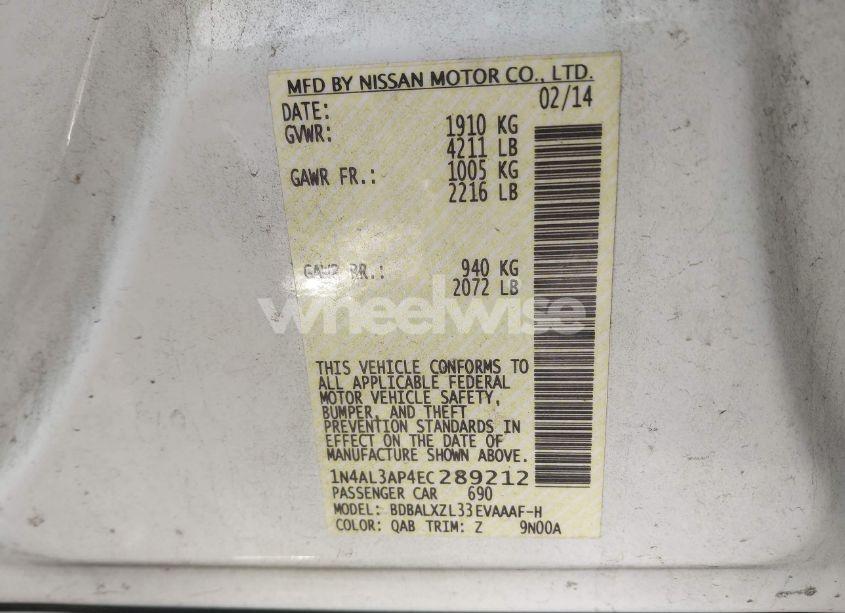 MFD BY NISSAN MOTOR CO., LTD.
DATE: 02/14
GVWR: 1910 KG
4211 LB
GAWR FR.: 1005 KG
2216 LB
GAWR RR.: 940 KG
2072 LB
wheelwise
THIS VEHICLE CONFORMS TO
ALL APPLICABLE FEDERAL
MOTOR VEHICLE SAFETY,
BUMPER, AND THEFT
PREVENTION STANDARDS IN
EFFECT ON THE DATE OF
MANUFACTURE SHOWN ABOVE.
1N4AL3AP4EC289212
PASSENGER CAR 690
MODEL: BDBALXZL33EVAAAF-H
COLOR: QAB TRIM: Z 9N00A